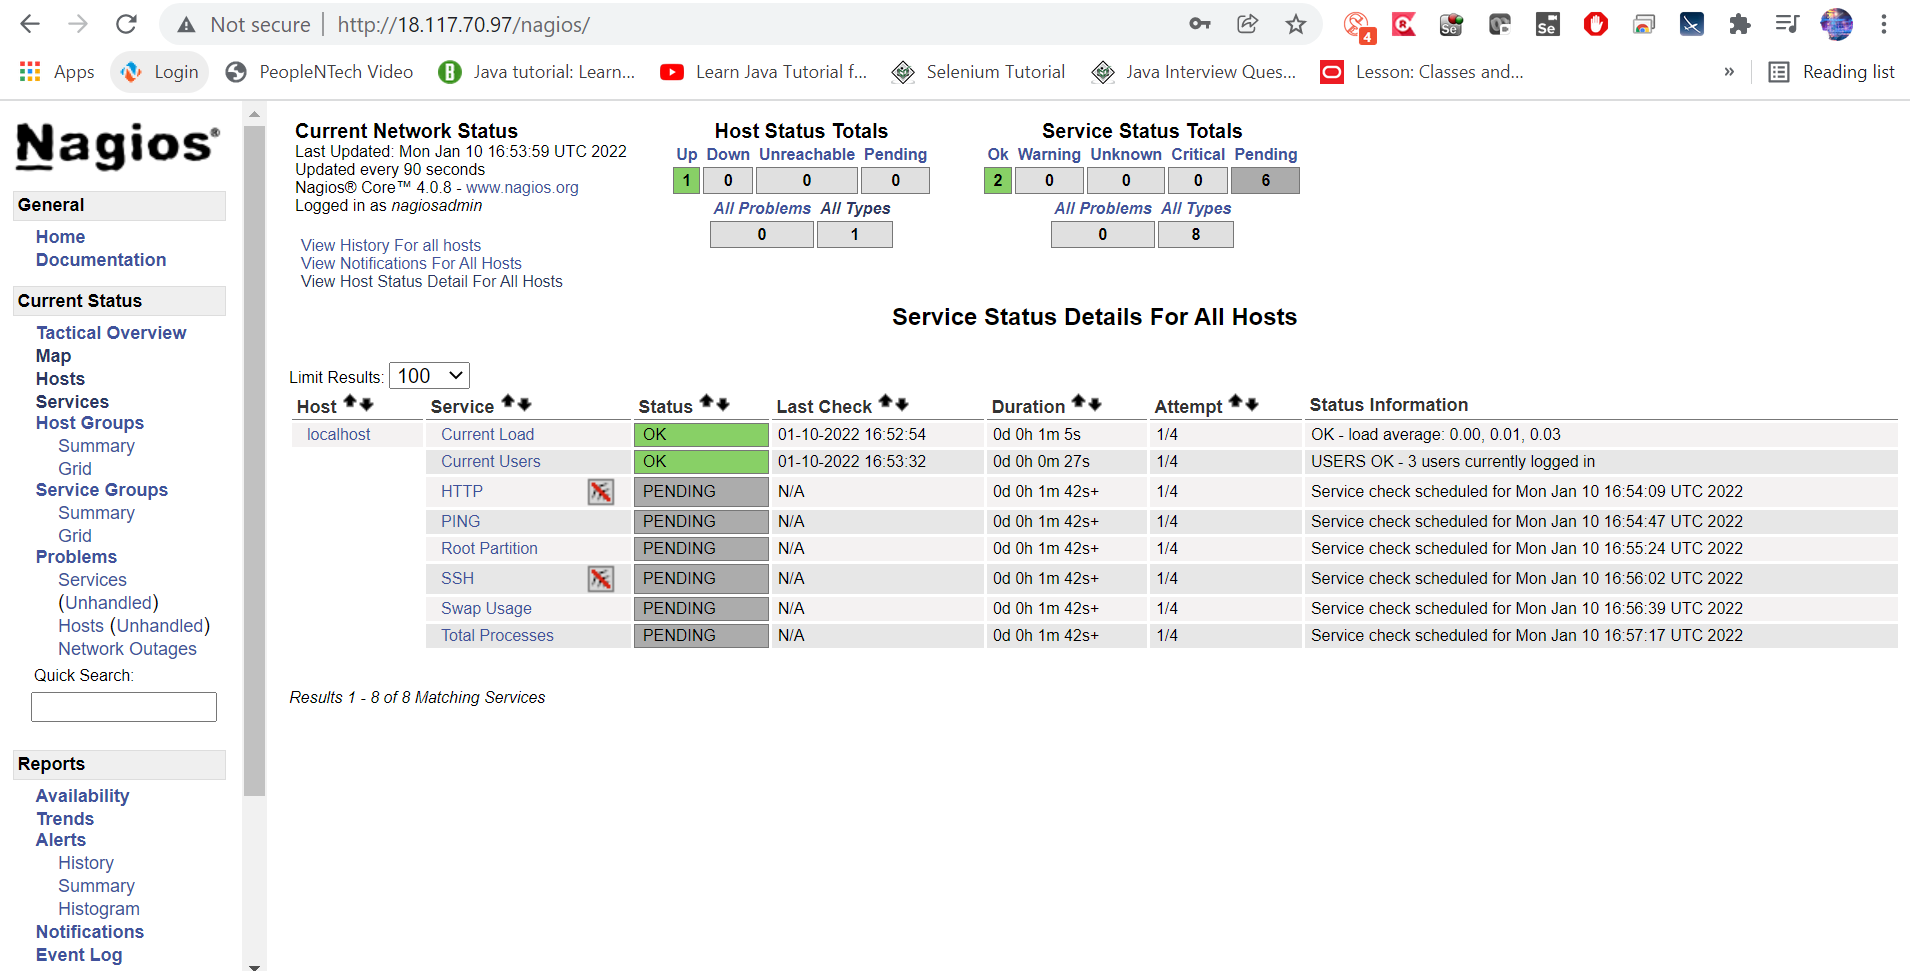 Not secure | http://18.117.70.97/nagios/
4
Apps Login PeopleNTech Video Java tutorial: Learn... Learn Java Tutorial f... Selenium Tutorial Java Interview Ques... Lesson: Classes and... » Reading list
Nagios®
General
Home
Documentation
Current Status
Tactical Overview
Map
Hosts
Services
Host Groups
Summary
Grid
Service Groups
Summary
Grid
Problems
Services
(Unhandled)
Hosts (Unhandled)
Network Outages
Quick Search:
Reports
Availability
Trends
Alerts
History
Summary
Histogram
Notifications
Event Log
Current Network Status
Last Updated: Mon Jan 10 16:53:59 UTC 2022
Updated every 90 seconds
Nagios® Core™ 4.0.8 - www.nagios.org
Logged in as nagiosadmin
View History For all hosts
View Notifications For All Hosts
View Host Status Detail For All Hosts
Host Status Totals
Up Down Unreachable Pending
1 0 0 0
All Problems All Types
0 1
Service Status Totals
Ok Warning Unknown Critical Pending
2 0 0 0 6
All Problems All Types
0 8
Service Status Details For All Hosts
Limit Results: 100
Host Service Status Last Check Duration Attempt Status Information
localhost Current Load OK 01-10-2022 16:52:54 0d 0h 1m 5s 1/4 OK - load average: 0.00, 0.01, 0.03
Current Users OK 01-10-2022 16:53:32 0d 0h 0m 27s 1/4 USERS OK - 3 users currently logged in
HTTP PENDING N/A 0d 0h 1m 42s+ 1/4 Service check scheduled for Mon Jan 10 16:54:09 UTC 2022
PING PENDING N/A 0d 0h 1m 42s+ 1/4 Service check scheduled for Mon Jan 10 16:54:47 UTC 2022
Root Partition PENDING N/A 0d 0h 1m 42s+ 1/4 Service check scheduled for Mon Jan 10 16:55:24 UTC 2022
SSH PENDING N/A 0d 0h 1m 42s+ 1/4 Service check scheduled for Mon Jan 10 16:56:02 UTC 2022
Swap Usage PENDING N/A 0d 0h 1m 42s+ 1/4 Service check scheduled for Mon Jan 10 16:56:39 UTC 2022
Total Processes PENDING N/A 0d 0h 1m 42s+ 1/4 Service check scheduled for Mon Jan 10 16:57:17 UTC 2022
Results 1 - 8 of 8 Matching Services